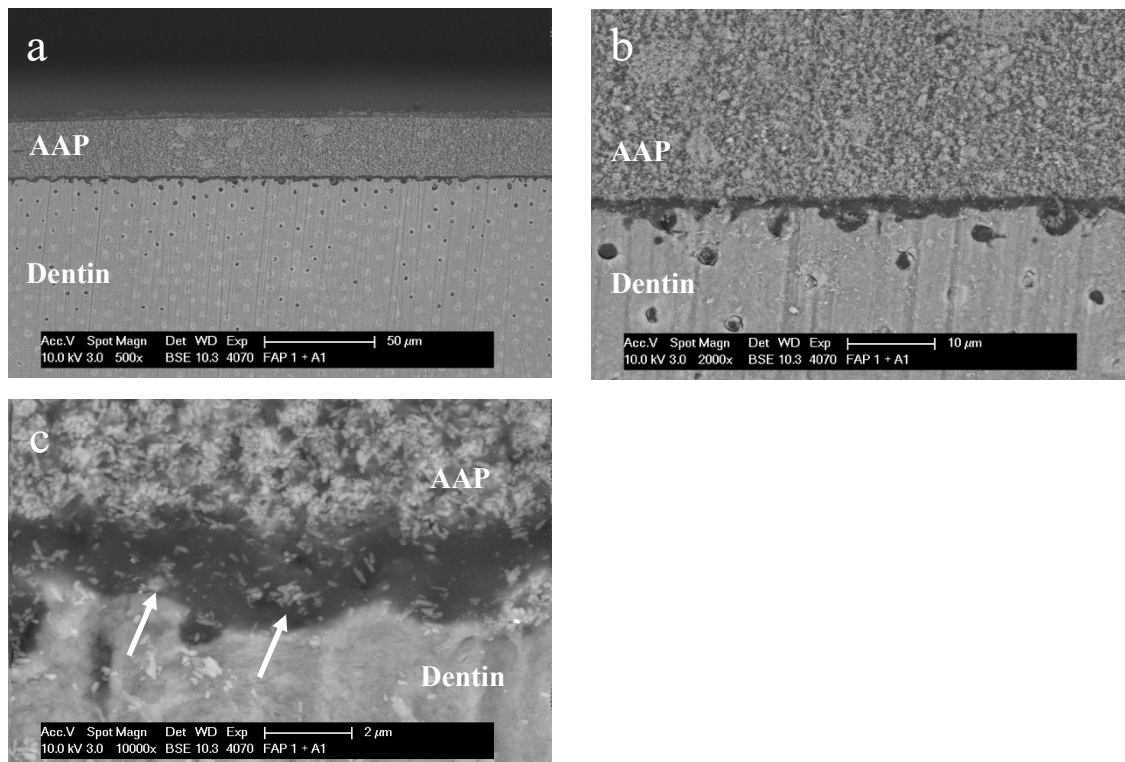 a
AAP
Dentin
Acc.V Spot Magn Det WD Exp 50 μm
10.0 kV 3.0 500x BSE 10.3 4070 FAP 1 + A1
b
AAP
Dentin
Acc.V Spot Magn Det WD Exp 10 μm
10.0 kV 3.0 2000x BSE 10.3 4070 FAP 1 + A1
c
AAP
Dentin
Acc.V Spot Magn Det WD Exp 2 μm
10.0 kV 3.0 10000x BSE 10.3 4070 FAP 1 + A1